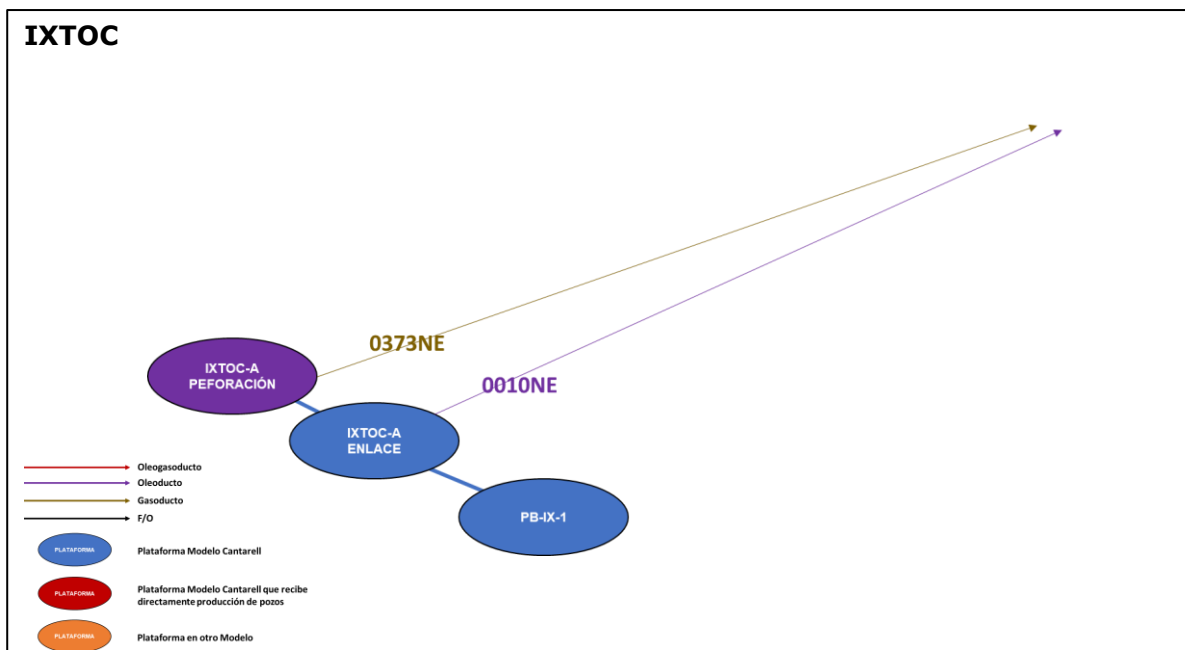 IXTOC
0373NE
IXTOC-A
PEFORACIÓN
0010NE
IXTOC-A
ENLACE
PB-IX-1
Oleogasoducto
Oleoducto
Gasoducto
F/O
PLATAFORMA
Plataforma Modelo Cantarell
PLATAFORMA
Plataforma Modelo Cantarell que recibe
directamente producción de pozos
PLATAFORMA
Plataforma en otro Modelo